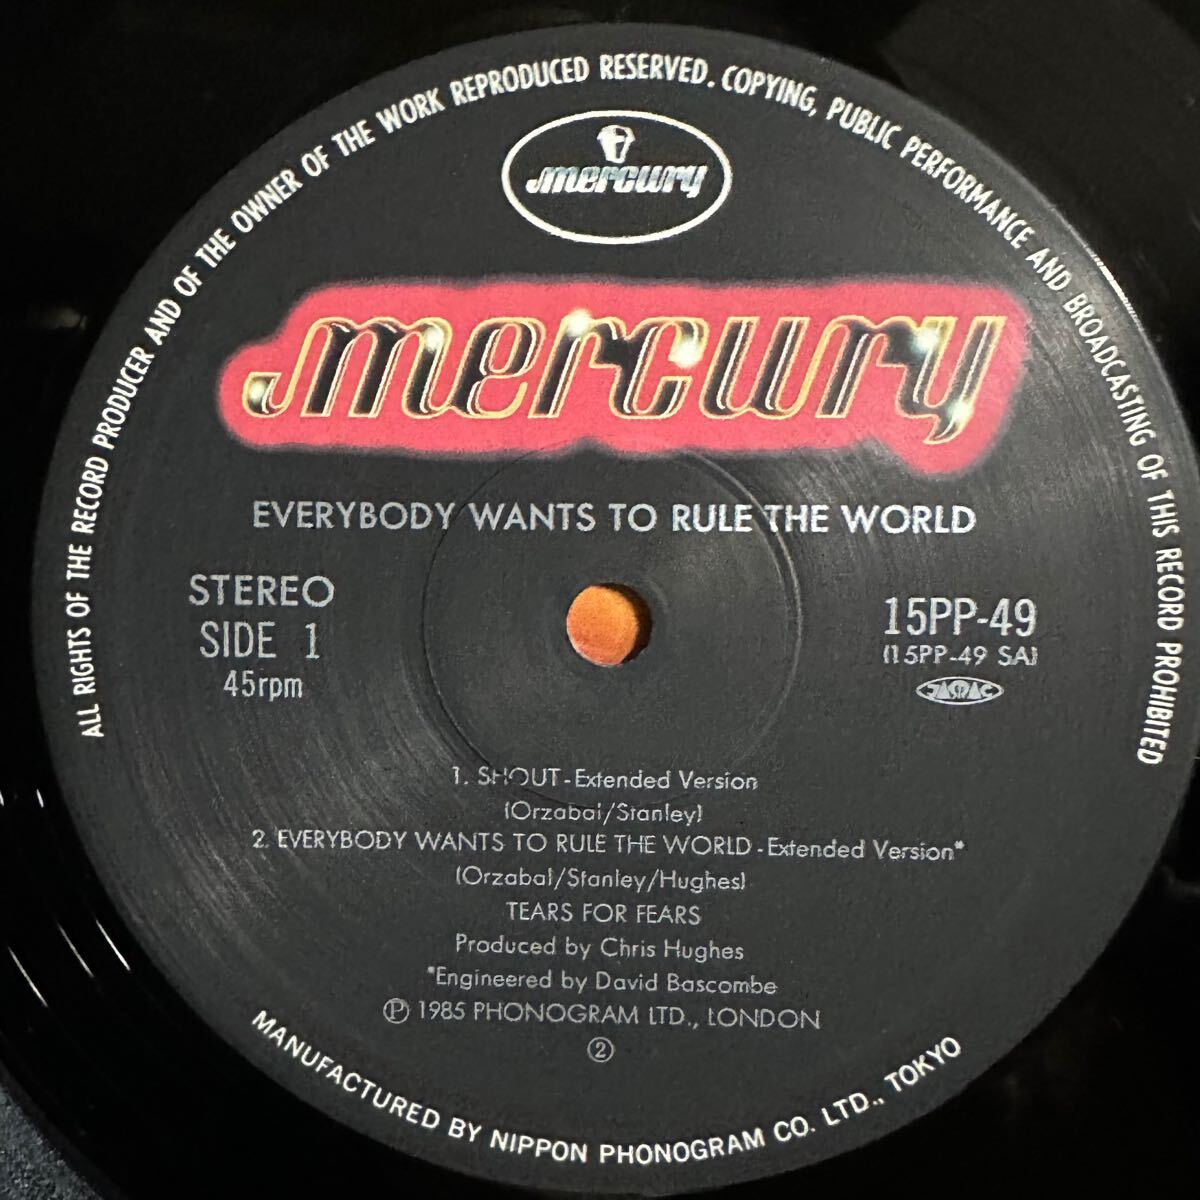 ALL RIGHTS OF THE RECORD PRODUCER AND OF THE OWNER OF THE WORK REPRODUCED RESERVED. COPYING, PUBLIC PERFORMANCE AND BROADCASTING OF THIS RECORD PROHIBITED
mercury
mercury
EVERYBODY WANTS TO RULE THE WORLD
STEREO
SIDE 1
45rpm
15PP-49
(15PP-49 SA)
JASRAC
1. SHOUT-Extended Version
(Orzabal/Stanley)
2. EVERYBODY WANTS TO RULE THE WORLD-Extended Version*
(Orzabal/Stanley/Hughes)
TEARS FOR FEARS
Produced by Chris Hughes
*Engineered by David Bascombe
Ⓟ 1985 PHONOGRAM LTD., LONDON
②
MANUFACTURED BY NIPPON PHONOGRAM CO. LTD., TOKYO